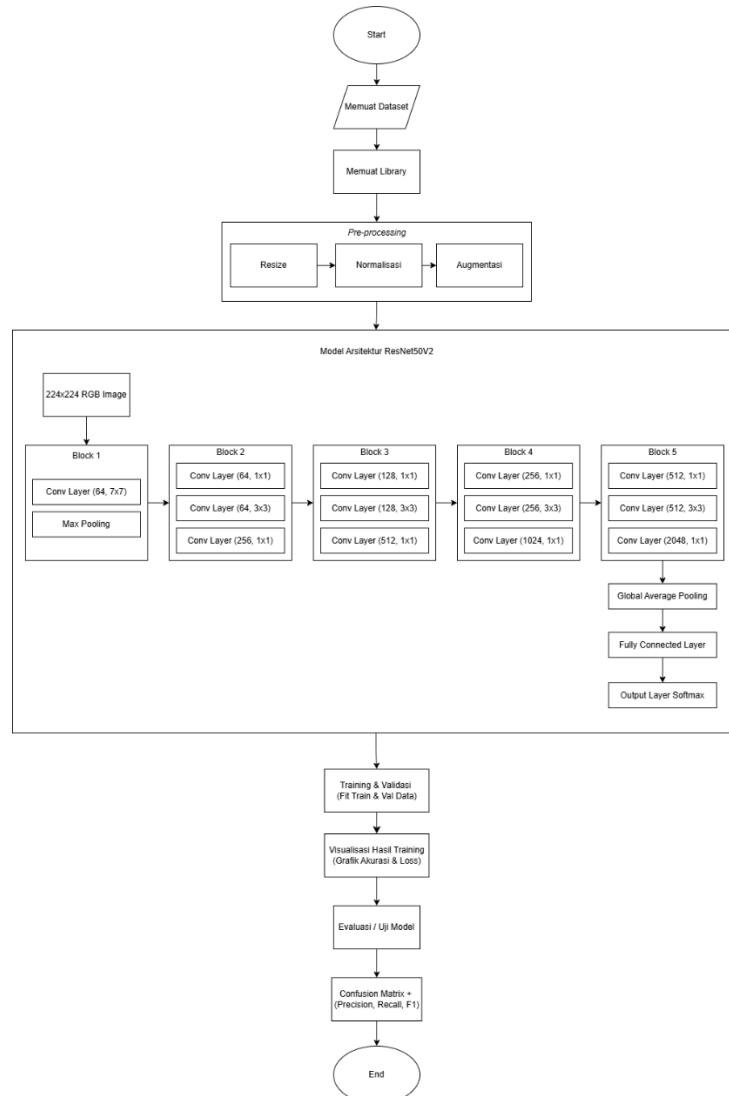 Start
Memuat Dataset
Memuat Library
Pre-processing
Resize
Normalisasi
Augmentasi
Model Arsitektur ResNet50V2
224x224 RGB Image
Block 1
Conv Layer (64, 7x7)
Max Pooling
Block 2
Conv Layer (64, 1x1)
Conv Layer (64, 3x3)
Conv Layer (256, 1x1)
Block 3
Conv Layer (128, 1x1)
Conv Layer (128, 3x3)
Conv Layer (512, 1x1)
Block 4
Conv Layer (256, 1x1)
Conv Layer (256, 3x3)
Conv Layer (1024, 1x1)
Block 5
Conv Layer (512, 1x1)
Conv Layer (512, 3x3)
Conv Layer (2048, 1x1)
Global Average Pooling
Fully Connected Layer
Output Layer Softmax
Training & Validasi
(Fit Train & Val Data)
Visualisasi Hasil Training
(Grafik Akurasi & Loss)
Evaluasi / Uji Model
Confusion Matrix +
(Precision, Recall, F1)
End